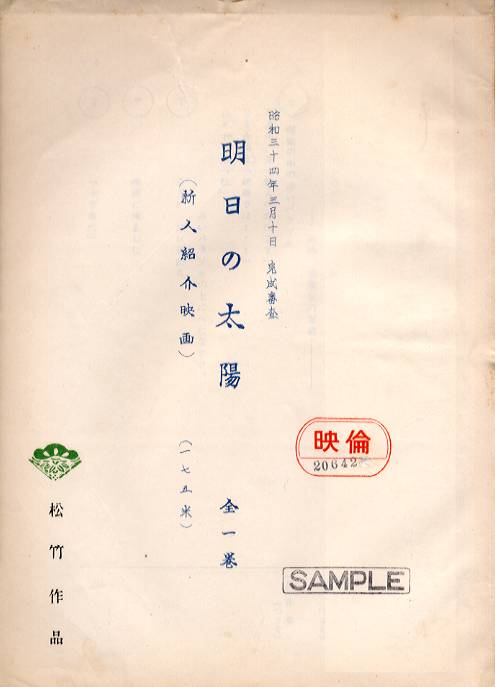 昭和三十四年三月十日 完成審査
明日の太陽 全一巻
(新人紹介映画) (一七五米)
映倫
20642
SAMPLE
松竹作品